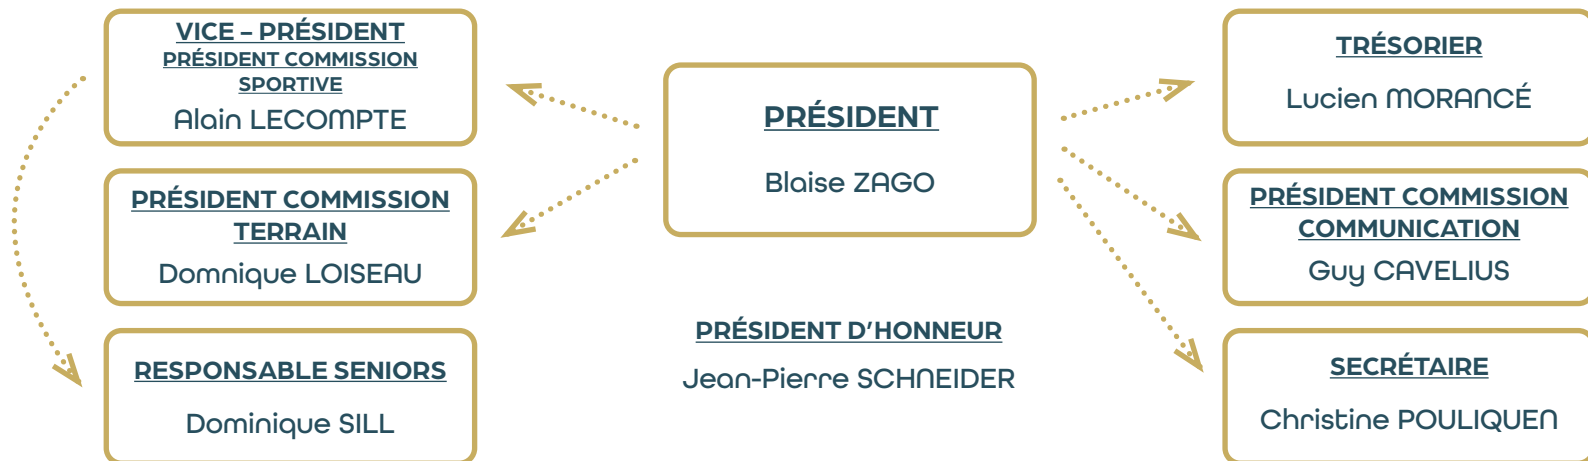 VICE – PRÉSIDENT
PRÉSIDENT COMMISSION
SPORTIVE
Alain LECOMPTE
PRÉSIDENT COMMISSION
TERRAIN
Domnique LOISEAU
RESPONSABLE SENIORS
Dominique SILL
PRÉSIDENT
Blaise ZAGO
PRÉSIDENT D'HONNEUR
Jean-Pierre SCHNEIDER
TRÉSORIER
Lucien MORANCÉ
PRÉSIDENT COMMISSION
COMMUNICATION
Guy CAVELIUS
SECRÉTAIRE
Christine POULIQUEN